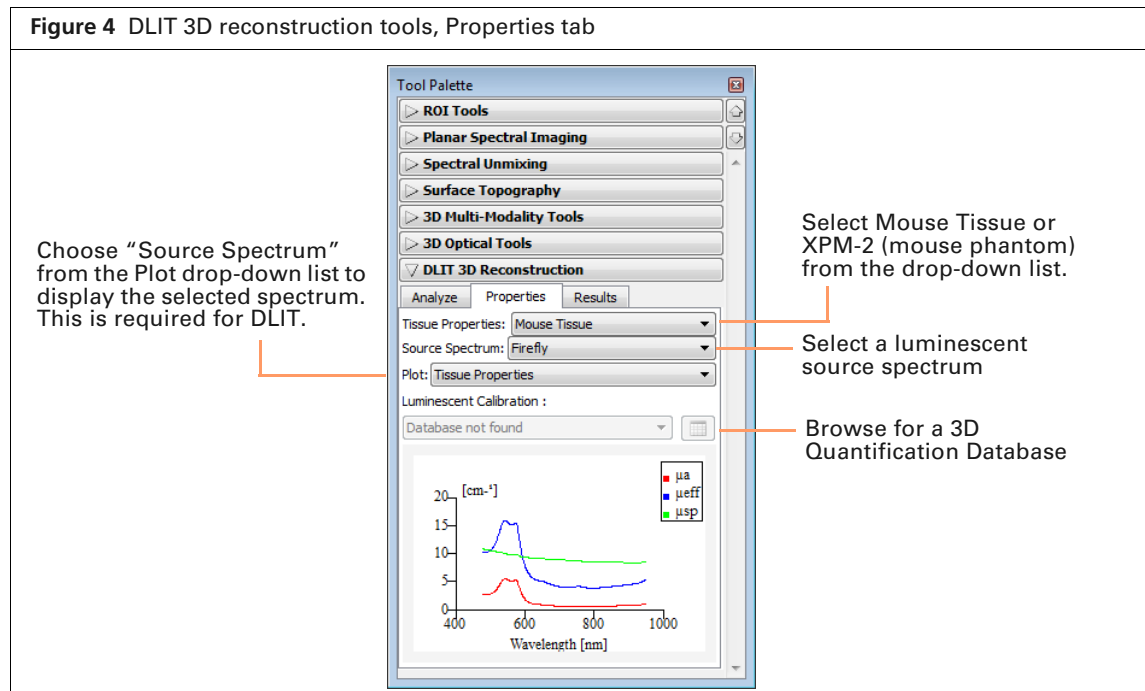 Figure 4 DLIT 3D reconstruction tools, Properties tab
Tool Palette
ROI Tools
Planar Spectral Imaging
Spectral Unmixing
Surface Topography
3D Multi-Modality Tools
3D Optical Tools
DLIT 3D Reconstruction
Analyze Properties Results
Tissue Properties: Mouse Tissue
Source Spectrum: Firefly
Plot: Tissue Properties
Luminescent Calibration :
Database not found
[cm-¹]
µa
µeff
µsp
20
15
10
5
0
400 600 800 1000
Wavelength [nm]
Choose “Source Spectrum”
from the Plot drop-down list to
display the selected spectrum.
This is required for DLIT.
Select Mouse Tissue or
XPM-2 (mouse phantom)
from the drop-down list.
Select a luminescent
source spectrum
Browse for a 3D
Quantification Database